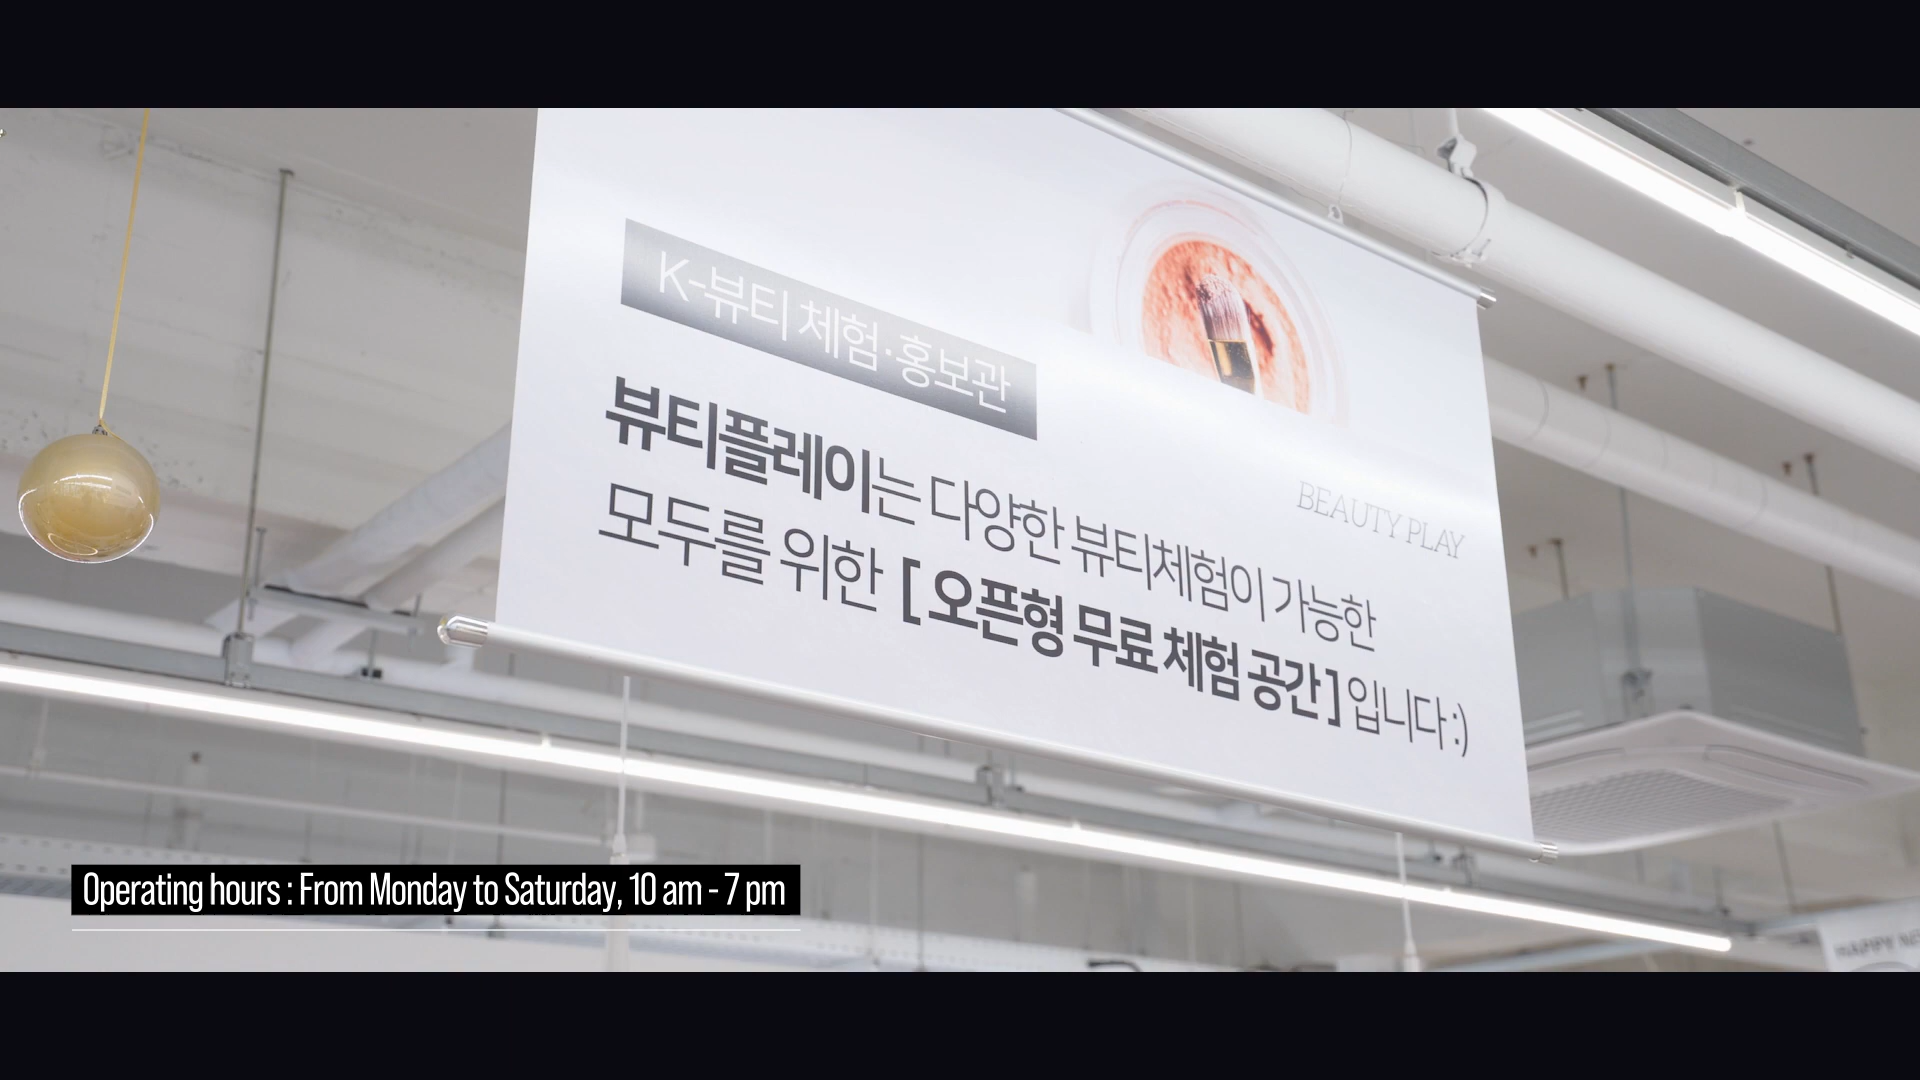 K-뷰티 체험·홍보관
뷰티플레이는 다양한 뷰티체험이 가능한
모두를 위한 [ 오픈형 무료 체험 공간 ] 입니다 :)
BEAUTY PLAY
Operating hours : From Monday to Saturday, 10 am - 7 pm
HAPPY